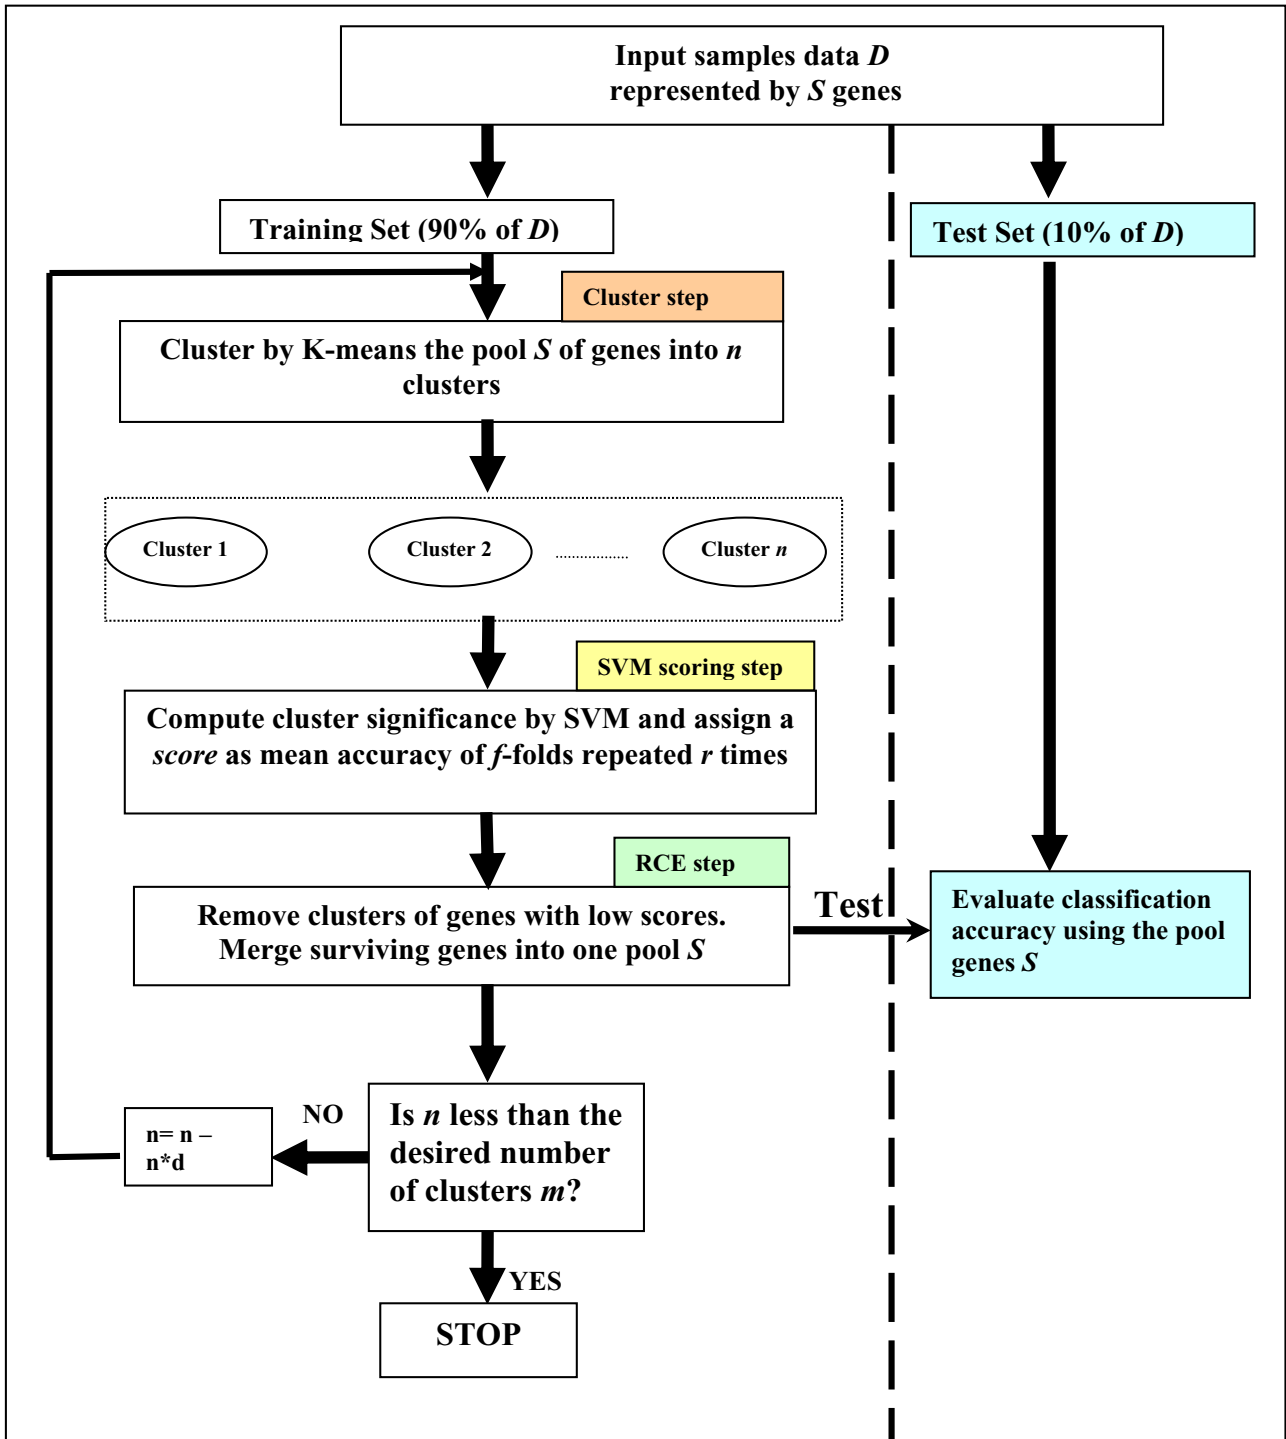 Input samples data D
represented by S genes
Training Set (90% of D)
Test Set (10% of D)
Cluster step
Cluster by K-means the pool S of genes into n
clusters
Cluster 1
Cluster 2
..............
Cluster n
SVM scoring step
Compute cluster significance by SVM and assign a
score as mean accuracy of f-folds repeated r times
RCE step
Remove clusters of genes with low scores.
Merge surviving genes into one pool S
Test
Evaluate classification
accuracy using the pool
genes S
Is n less than the
desired number
of clusters m?
NO
n= n –
n*d
YES
STOP